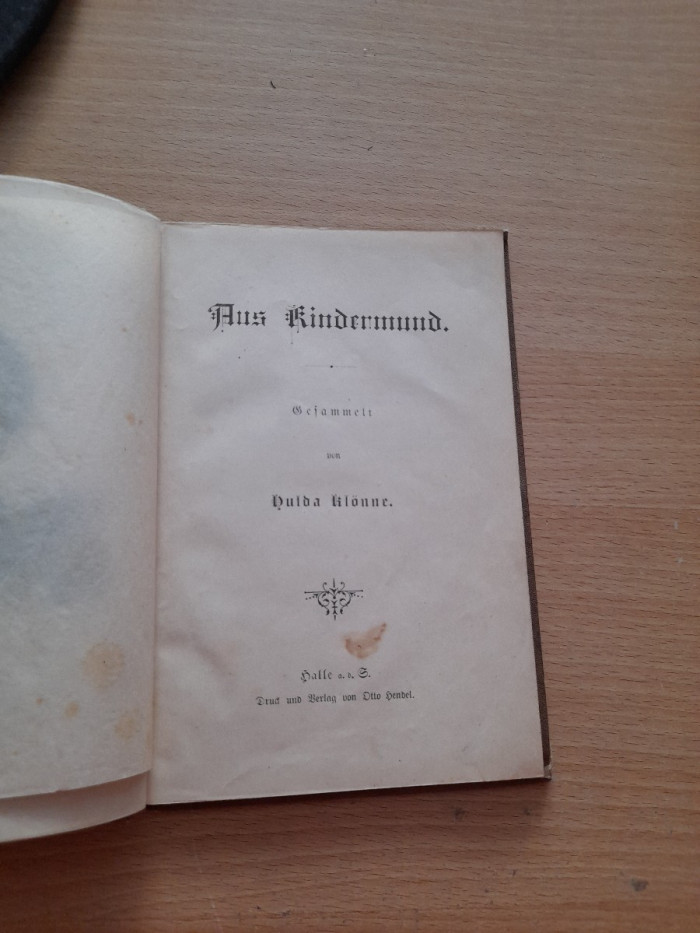 Aus Kindermund.
Gesammelt
von
Hulda Klönne.
Halle a. d. S.
Druck und Verlag von Otto Hendel.